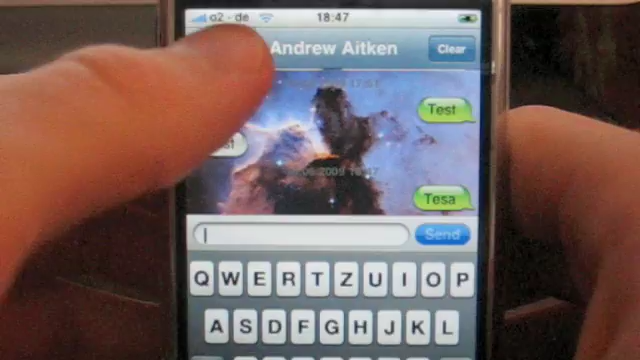 o2 - de 18:47
Andrew Aitken Clear
Test
Tesa
Send
Q W E R T Z U I O P
A S D F G H J K L